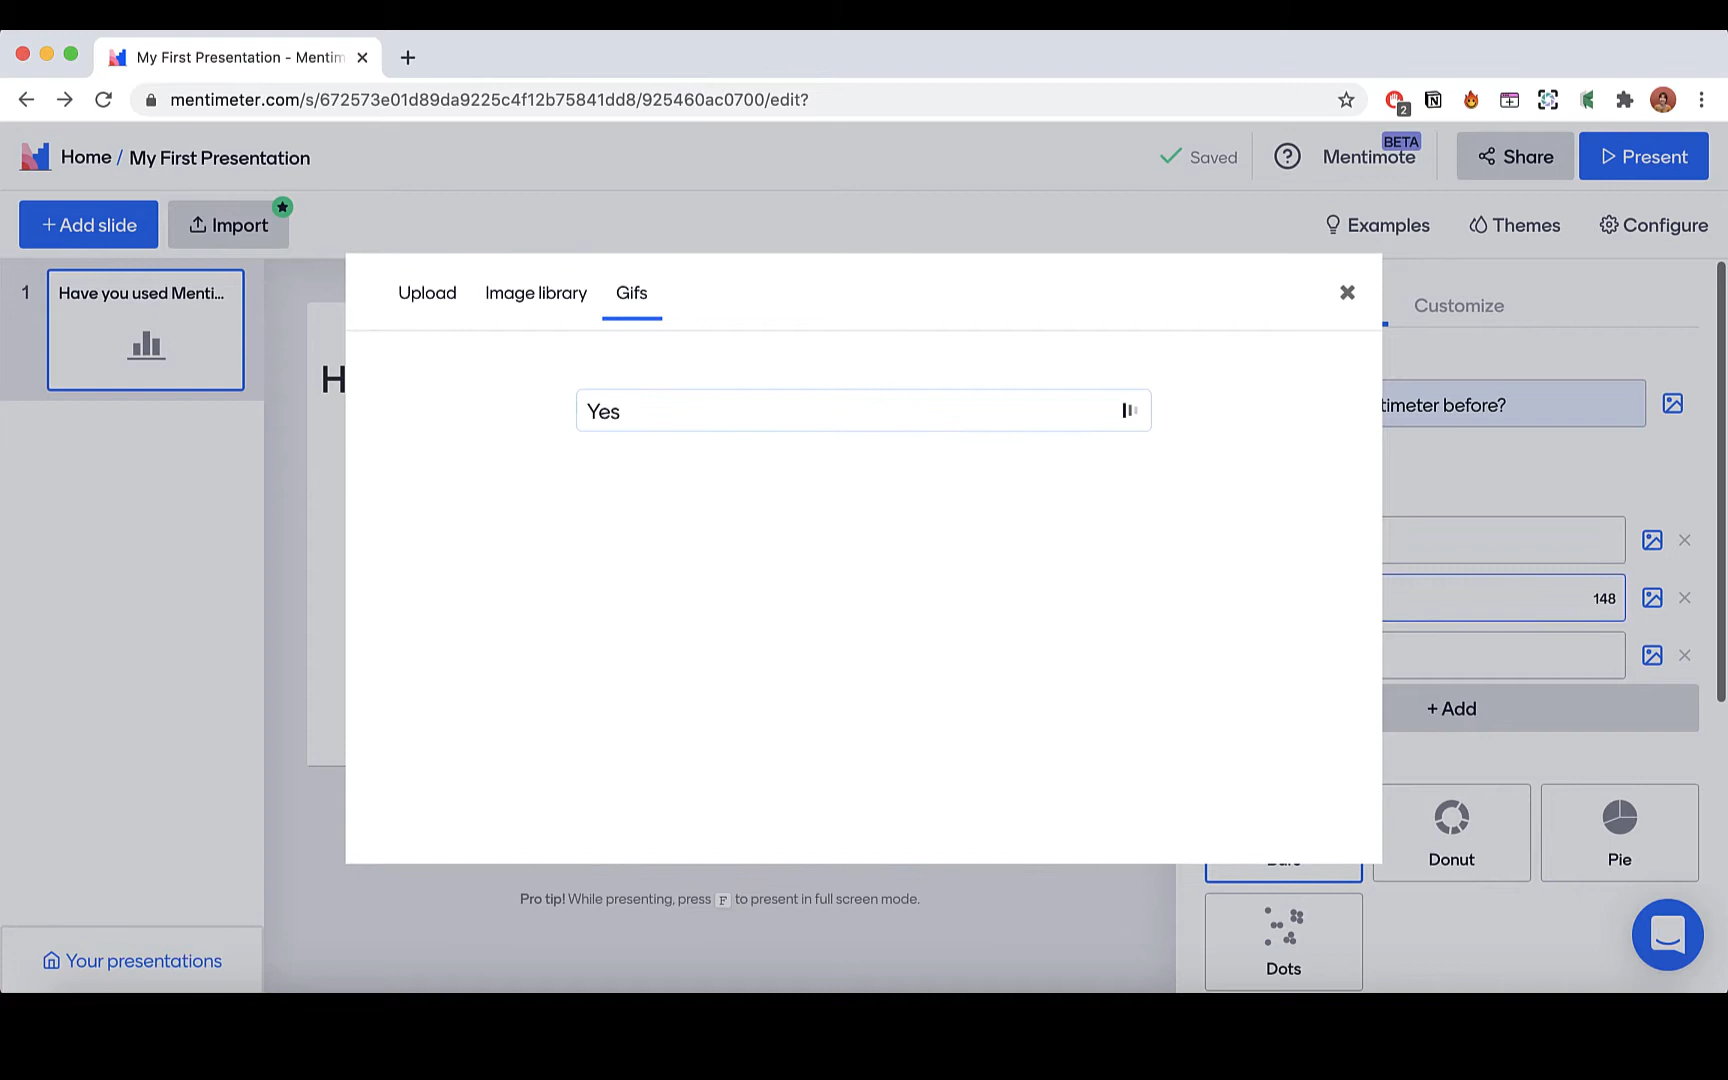 My First Presentation - Mentim
mentimeter.com/s/672573e01d89da9225c4f12b75841dd8/925460ac0700/edit?
2
Home / My First Presentation
Saved
?
Mentimote
BETA
Share
Present
+ Add slide
Import
Examples
Themes
Configure
1
Have you used Menti...
Upload
Image library
Gifs
Customize
H
Yes
timeter before?
148
+ Add
Donut
Pie
Dots
Pro tip! While presenting, press F to present in full screen mode.
Your presentations